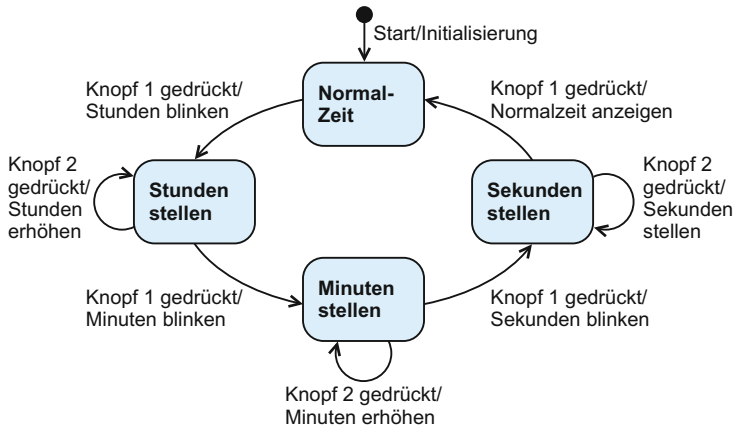 Start/Initialisierung
Normal-
Zeit
Knopf 1 gedrückt/
Stunden blinken
Knopf 1 gedrückt/
Normalzeit anzeigen
Knopf 2
gedrückt/
Stunden
erhöhen
Stunden
stellen
Sekunden
stellen
Knopf 2
gedrückt/
Sekunden
stellen
Knopf 1 gedrückt/
Minuten blinken
Minuten
stellen
Knopf 1 gedrückt/
Sekunden blinken
Knopf 2 gedrückt/
Minuten erhöhen